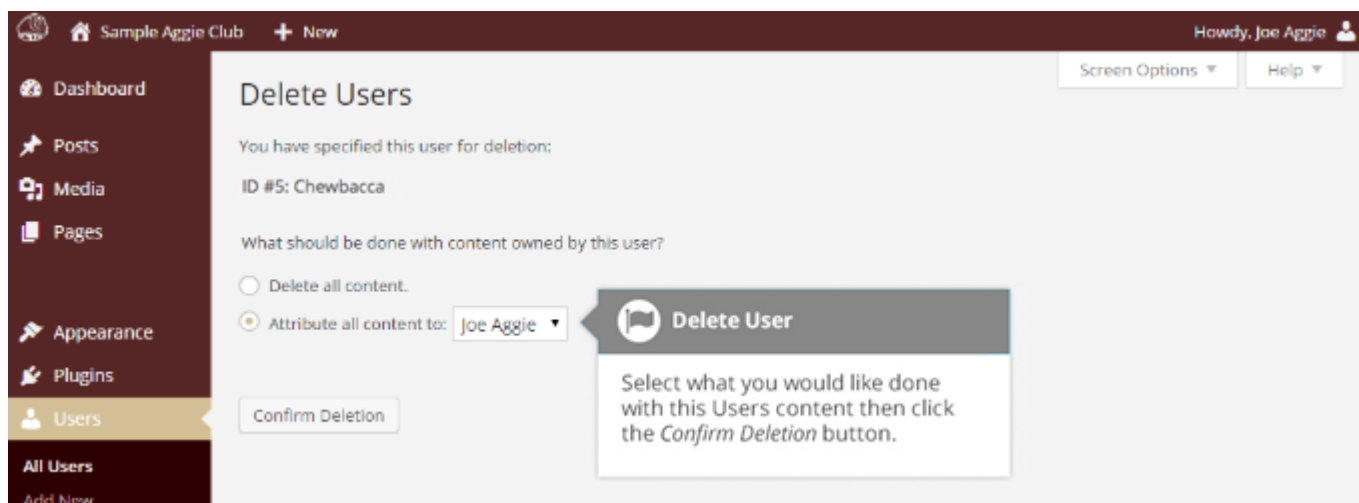 Sample Aggie Club + New Howdy, Joe Aggie
Screen Options ▼ Help ▼
Dashboard
Posts
Media
Pages
Appearance
Plugins
Users
All Users
Add New
Delete Users
You have specified this user for deletion:
ID #5: Chewbacca
What should be done with content owned by this user?
Delete all content.
Attribute all content to: Joe Aggie ▼
Confirm Deletion
Delete User
Select what you would like done
with this Users content then click
the Confirm Deletion button.